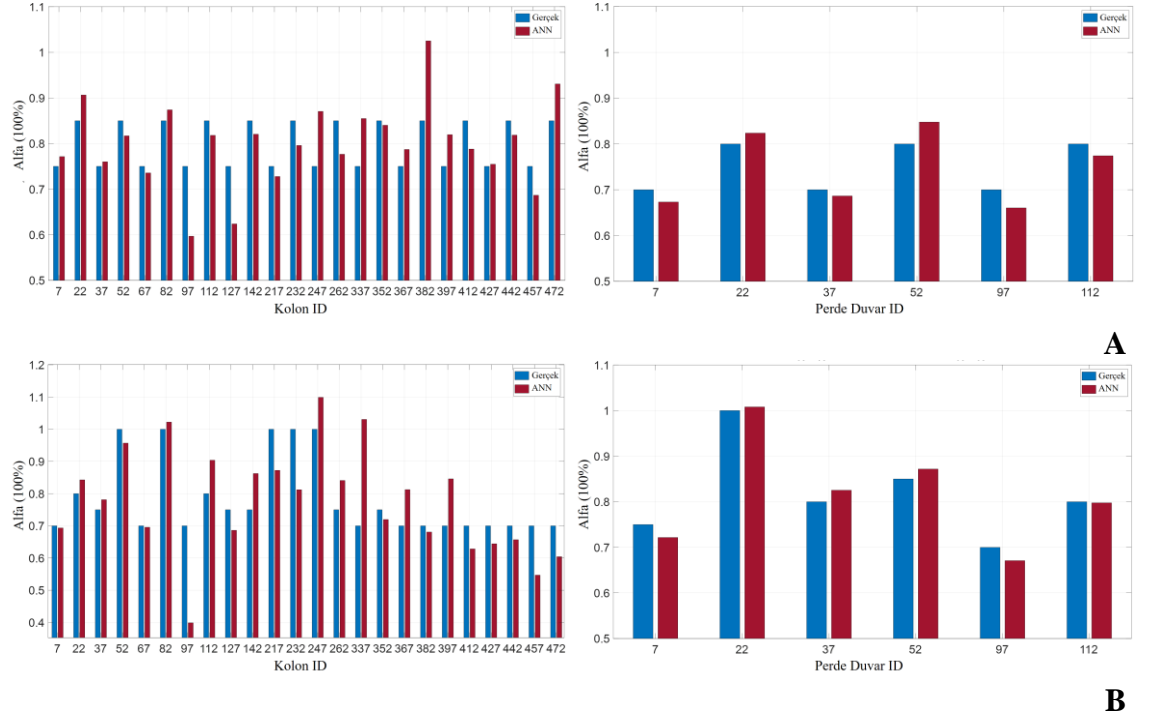 1.1
1
0.9
0.8
0.7
0.6
0.5
Alfa (100%)
Gerçek
ANN
7 22 37 52 67 82 97 112 127 142 217 232 247 262 337 352 367 382 397 412 427 442 457 472
Kolon ID
1.1
1
0.9
0.8
0.7
0.6
0.5
Alfa (100%)
Gerçek
ANN
7 22 37 52 97 112
Perde Duvar ID
A
1.2
1.1
1
0.9
0.8
0.7
0.6
0.5
0.4
Alfa (100%)
Gerçek
ANN
7 22 37 52 67 82 97 112 127 142 217 232 247 262 337 352 367 382 397 412 427 442 457 472
Kolon ID
1.1
1
0.9
0.8
0.7
0.6
0.5
Alfa (100%)
Gerçek
ANN
7 22 37 52 97 112
Perde Duvar ID
B